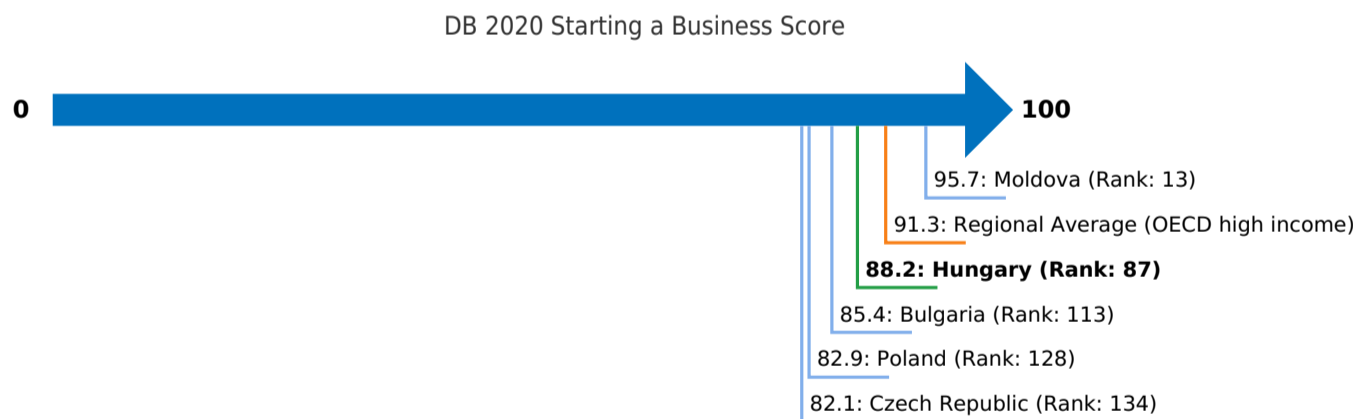 DB 2020 Starting a Business Score
0
100
95.7: Moldova (Rank: 13)
91.3: Regional Average (OECD high income)
88.2: Hungary (Rank: 87)
85.4: Bulgaria (Rank: 113)
82.9: Poland (Rank: 128)
82.1: Czech Republic (Rank: 134)